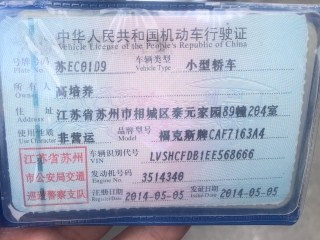 中华人民共和国机动车行驶证
Vehicle License of the People's Republic of China
号牌号码 苏EC01D9 车辆类型 小型轿车
Plate No. Vehicle Type
所有人 高培养
Owner
住址 江苏省苏州市相城区泰元家园89幢204室
Address
使用性质 非营运 品牌型号 福克斯牌CAF7163A4
Use Character Model
江苏省苏州 车辆识别代号 LVSHCFDB1EE568666
VIN
市公安局交通 发动机号码 3514340
Engine No.
巡逻警察支队 注册日期 2014-05-05 发证日期 2014-05-05
Register Date Issue Date